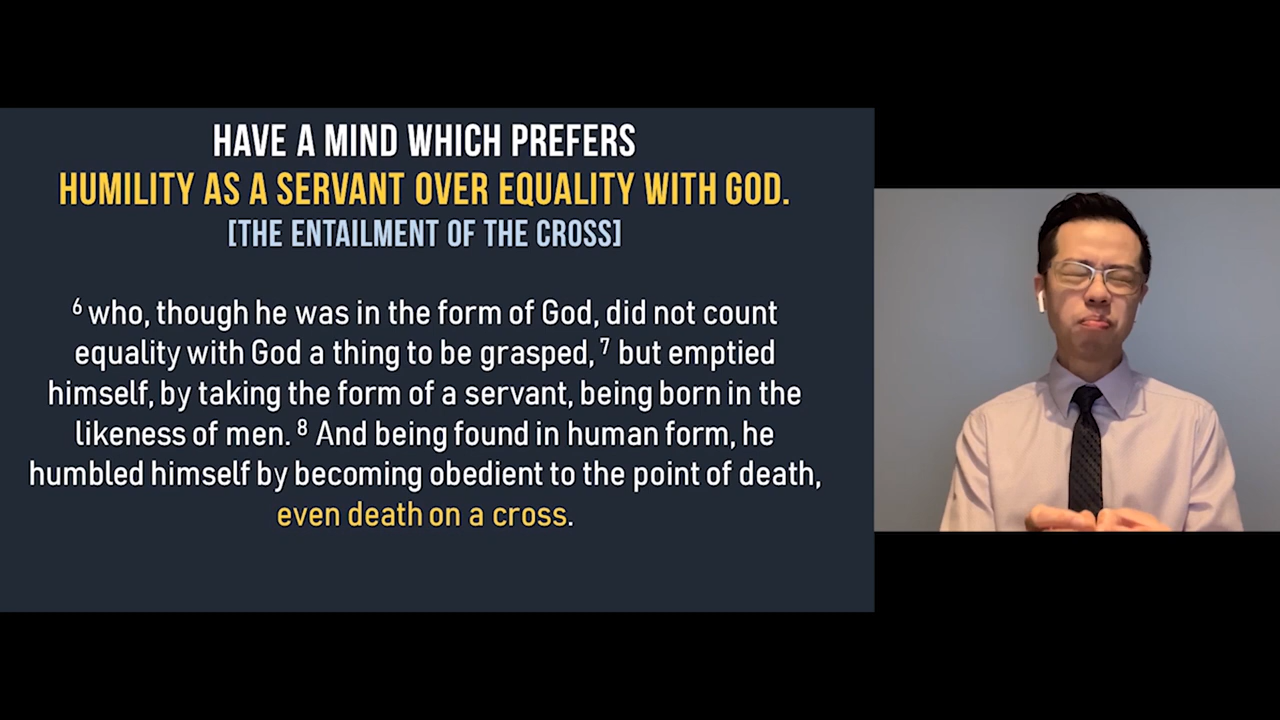 HAVE A MIND WHICH PREFERS
HUMILITY AS A SERVANT OVER EQUALITY WITH GOD.
[THE ENTAILMENT OF THE CROSS]
6 who, though he was in the form of God, did not count
equality with God a thing to be grasped, 7 but emptied
himself, by taking the form of a servant, being born in the
likeness of men. 8 And being found in human form, he
humbled himself by becoming obedient to the point of death,
even death on a cross.